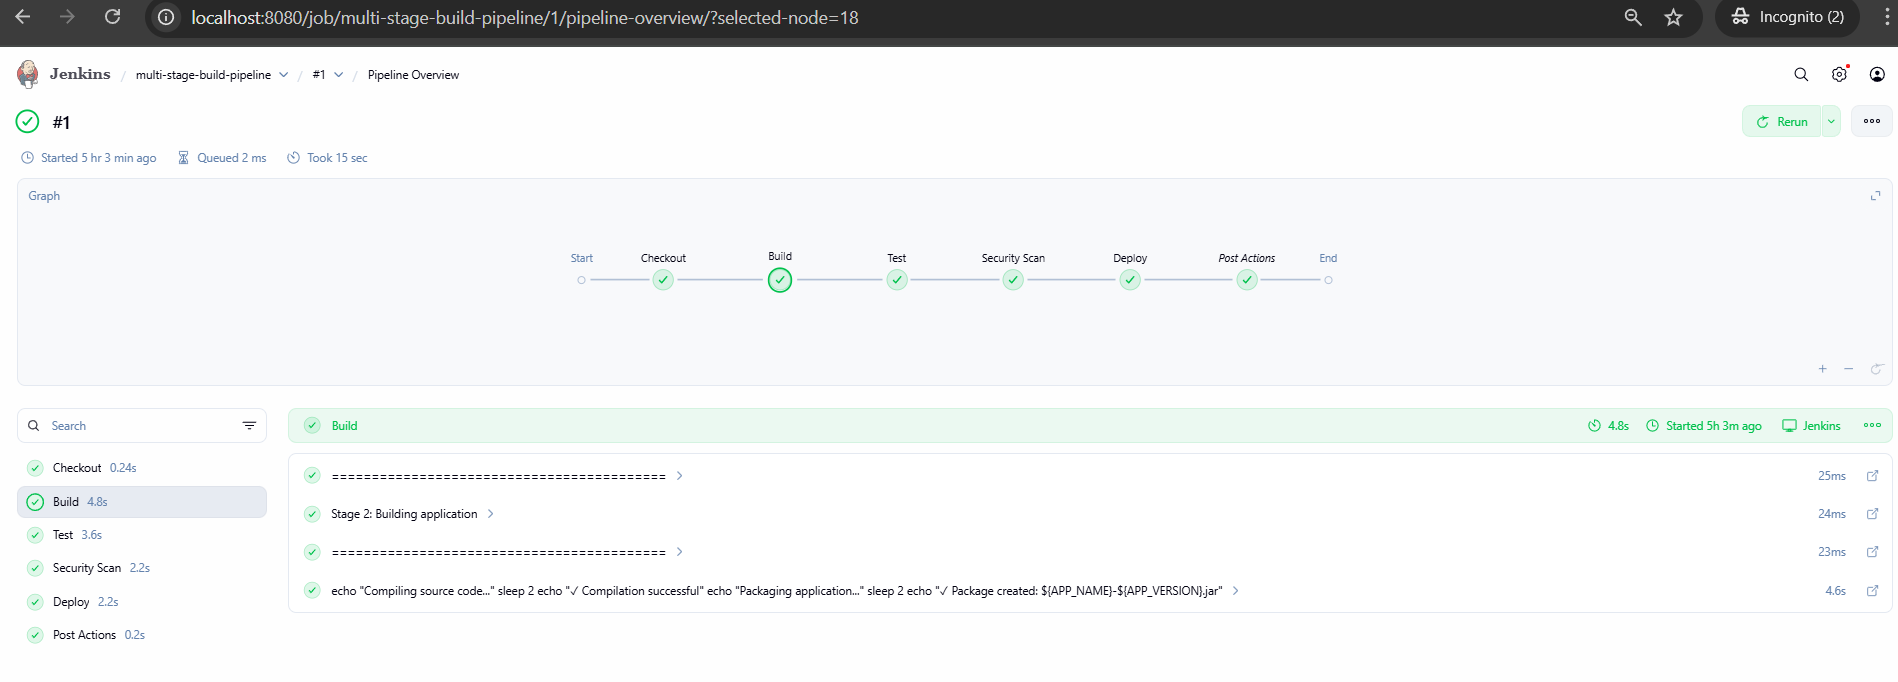 localhost:8080/job/multi-stage-build-pipeline/1/pipeline-overview/?selected-node=18
Incognito (2)
Jenkins / multi-stage-build-pipeline / #1 / Pipeline Overview
#1
Rerun
Started 5 hr 3 min ago Queued 2 ms Took 15 sec
Graph
Start Checkout Build Test Security Scan Deploy Post Actions End
Search
Build 4.8s Started 5h 3m ago Jenkins
Checkout 0.24s
Build 4.8s
Test 3.6s
Security Scan 2.2s
Deploy 2.2s
Post Actions 0.2s
========================================== 25ms
Stage 2: Building application 24ms
========================================== 23ms
echo "Compiling source code..." sleep 2 echo "✓ Compilation successful" echo "Packaging application..." sleep 2 echo "✓ Package created: ${APP_NAME}-${APP_VERSION}.jar" 4.6s